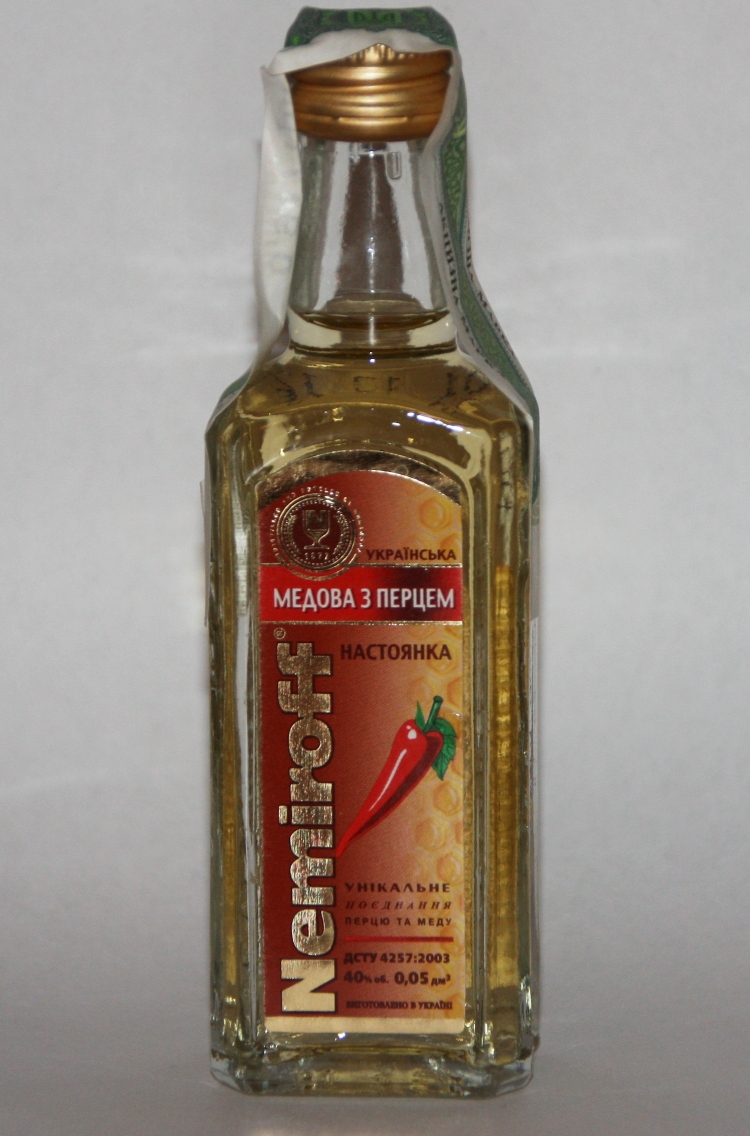 УКРАЇНСЬКА
МЕДОВА З ПЕРЦЕМ
НАСТОЯНКА
Nemiroff®
УНІКАЛЬНЕ
ПОЄДНАННЯ
ПЕРЦЮ ТА МЕДУ
ДСТУ 4257:2003
40% об. 0,05 дм³
ВИГОТОВЛЕНО В УКРАЇНІ